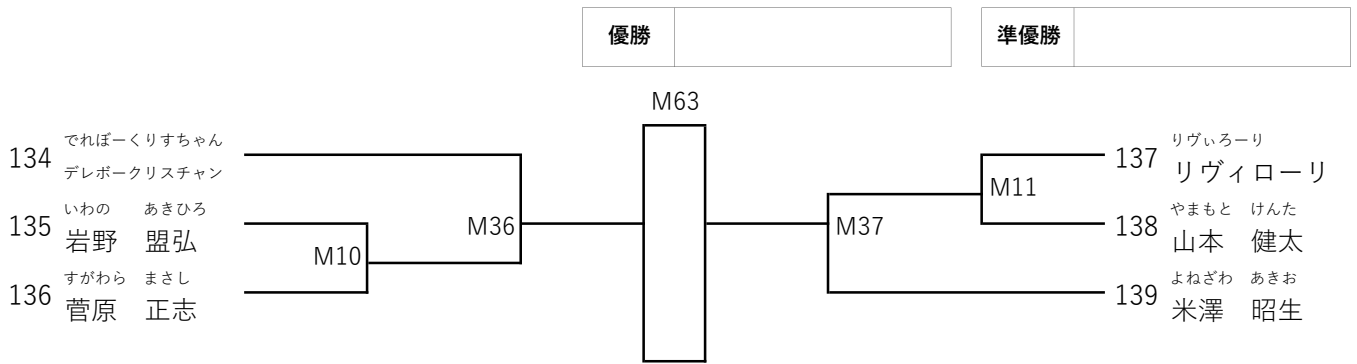 優勝
準優勝
M63
134 でれぼーくりすちゃん
デレボークリスチャン
135 いわの あきひろ
岩野 盟弘
136 すがわら まさし
菅原 正志
M10
M36
M37
M11
137 りヴぃろーり
リヴィローリ
138 やまもと けんた
山本 健太
139 よねざわ あきお
米澤 昭生